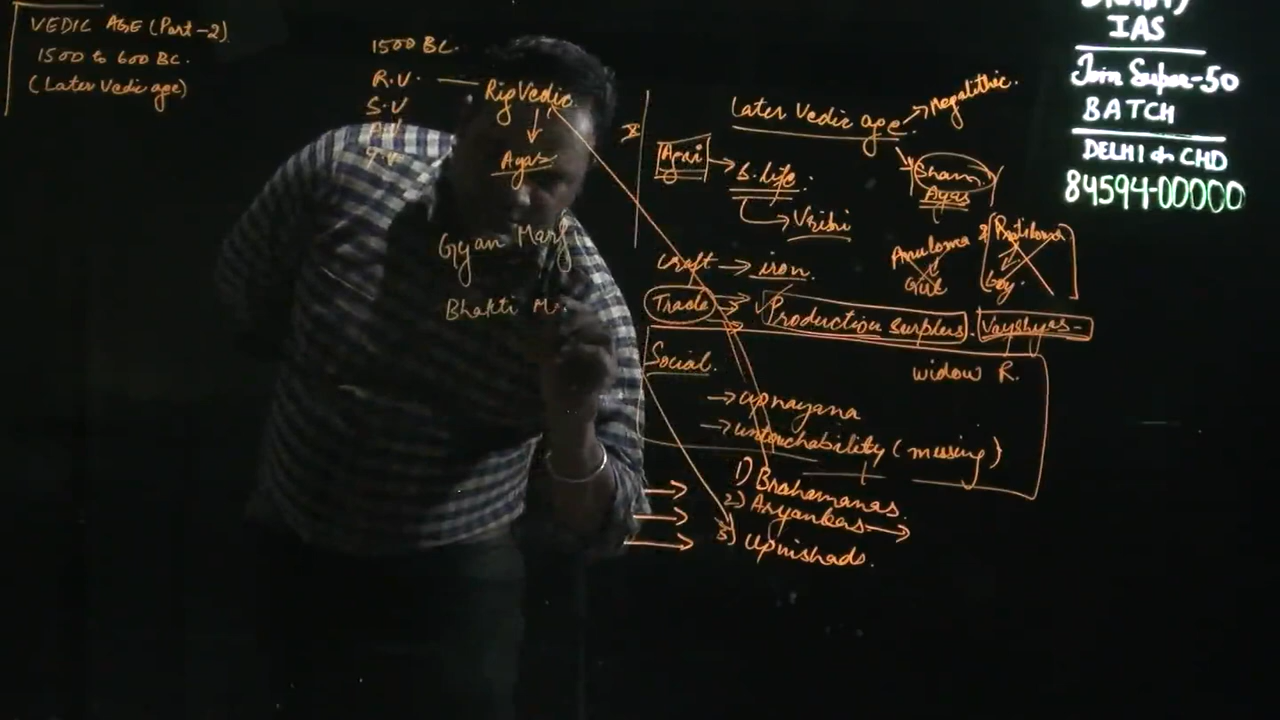 VEDIC AGE (Part-2)
1500 to 600 BC.
(Later Vedic age)
1500 BC.
R.V. — Rig Vedic
S.V
Ayas
Gyan Marg
Bhakti M
Later Vedic age → Megalithic.
Sham
Ayas
Agri → S. life.
Vrihi
craft → iron.
Anuloma
Girl
Pratiloma
boy.
Trade → Production surplus. Vayshyas -
Social.
widow R.
→ upnayana
→ untouchability (missing)
1) Brahamanas.
2) Aryankas →
3) Upnishads.
IAS
Join Super-50
BATCH
DELHI & CHD
84594-00000